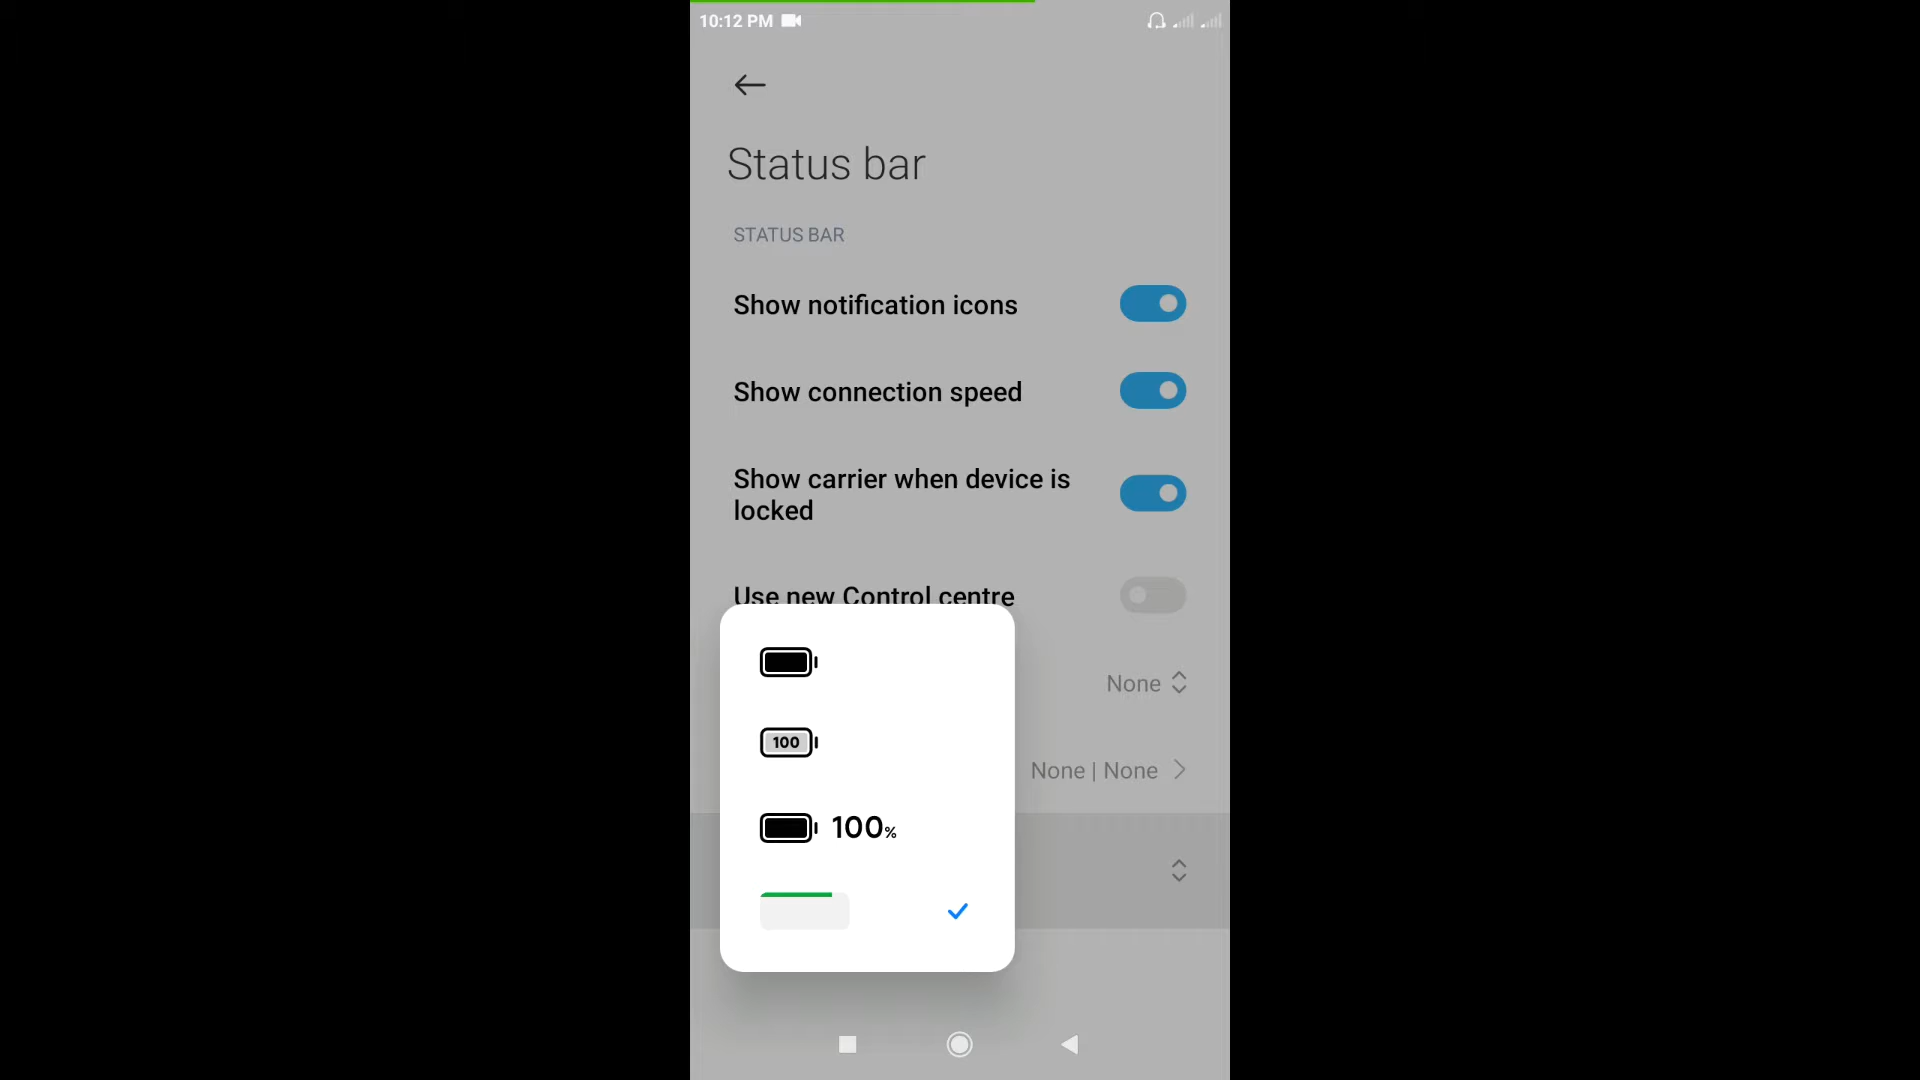 10:12 PM
Status bar
STATUS BAR
Show notification icons
Show connection speed
Show carrier when device is
locked
Use new Control centre
None
100
None | None
100%